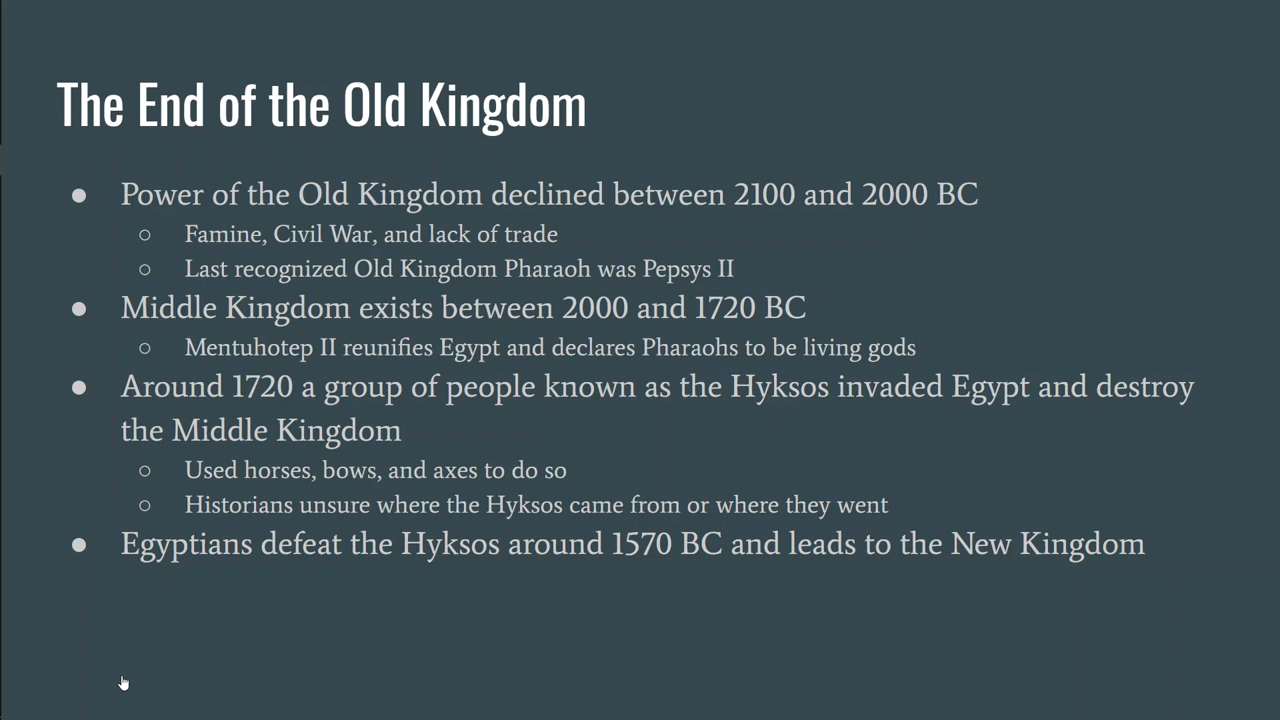 The End of the Old Kingdom
● Power of the Old Kingdom declined between 2100 and 2000 BC
○ Famine, Civil War, and lack of trade
○ Last recognized Old Kingdom Pharaoh was Pepsys II
● Middle Kingdom exists between 2000 and 1720 BC
○ Mentuhotep II reunifies Egypt and declares Pharaohs to be living gods
● Around 1720 a group of people known as the Hyksos invaded Egypt and destroy
the Middle Kingdom
○ Used horses, bows, and axes to do so
○ Historians unsure where the Hyksos came from or where they went
● Egyptians defeat the Hyksos around 1570 BC and leads to the New Kingdom